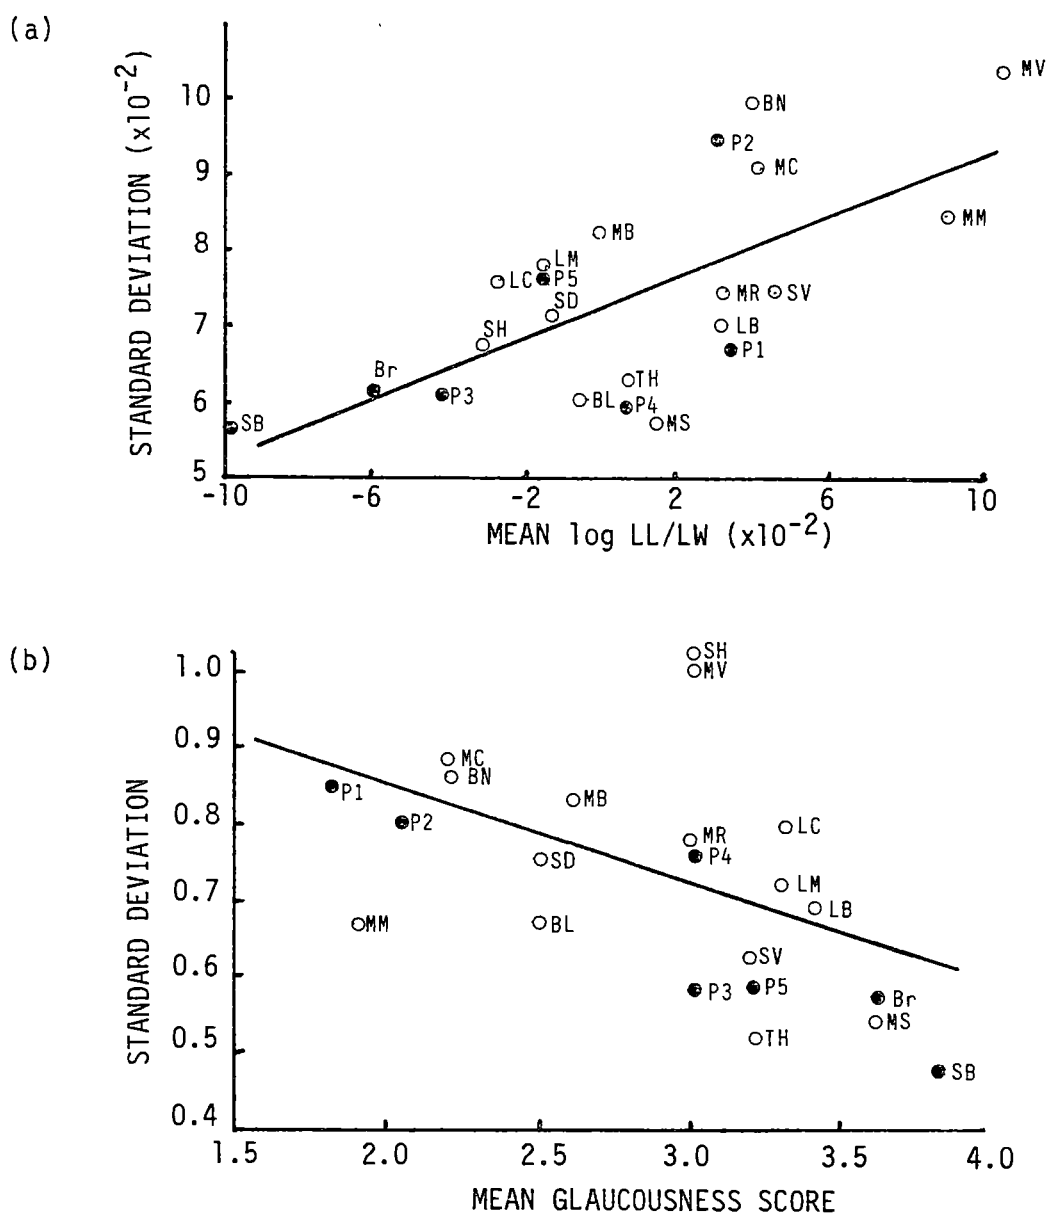 (a)
STANDARD DEVIATION (x10-2)
10
9
8
7
6
5
MV
BN
P2
MC
MM
MB
LM
LC
P5
SD
MR
SV
SH
LB
P1
Br
TH
P3
BL
P4
SB
MS
-10
-6
-2
2
6
10
MEAN log LL/LW (x10-2)
(b)
STANDARD DEVIATION
1.0
0.9
0.8
0.7
0.6
0.5
0.4
SH
MV
MC
BN
P1
MB
P2
MR
LC
SD
P4
LM
LB
MM
BL
SV
P3
P5
Br
MS
TH
SB
1.5
2.0
2.5
3.0
3.5
4.0
MEAN GLAUCOUSNESS SCORE